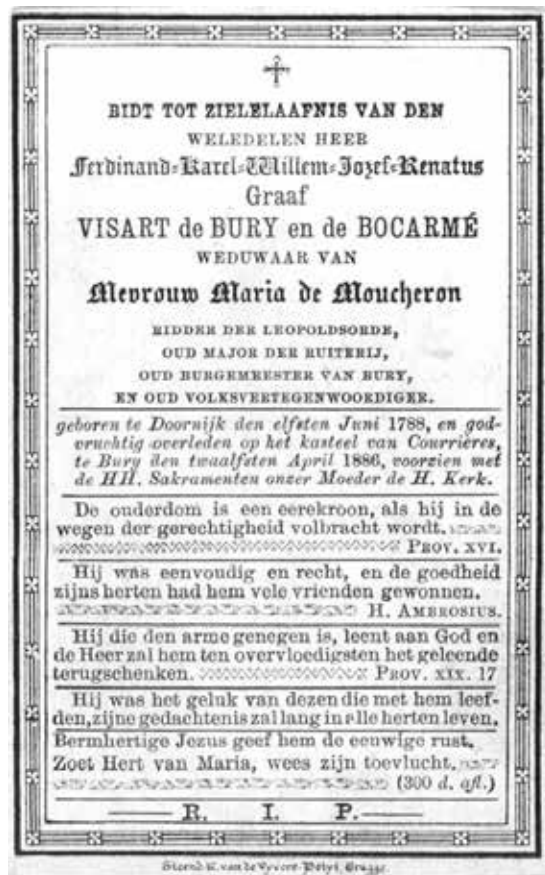 BIDT TOT ZIELELAAFNIS VAN DEN
WELEDELEN HEER
Ferdinand=Karel=Willem=Jozef=Renatus
Graaf
VISART de BURY en de BOCARMÉ
WEDUWAAR VAN
Mevrouw Maria de Moucheron
RIDDER DER LEOPOLDSORDE,
OUD MAJOR DER RUITERIJ,
OUD BURGEMEESTER VAN BURY,
EN OUD VOLKSVERTEGENWOORDIGER.
geboren te Doornijk den elfsten Juni 1788, en god-
vruchtig overleden op het kasteel van Courrières,
te Bury den twaalfsten April 1886, voorzien met
de HH. Sakramenten onzer Moeder de H. Kerk.
De ouderdom is een eerekroon, als hij in de
wegen der gerechtigheid volbracht wordt.
PROV. XVI.
Hij was eenvoudig en recht, en de goedheid
zijns herten had hem vele vrienden gewonnen.
H. AMBROSIUS.
Hij die den arme genegen is, leent aan God en
de Heer zal hem ten overvloedigsten het geleende
terugschenken. PROV. XIX. 17
Hij was het geluk van dezen die met hem leef-
den, zijne gedachtenis zal lang in alle herten leven.
Bermhertige Jezus geef hem de eeuwige rust.
Zoet Hert van Maria, wees zijn toevlucht.
(300 d. afl.)
R. I. P.
Steend. K. van de Vyvere-Petyt, Brugge.